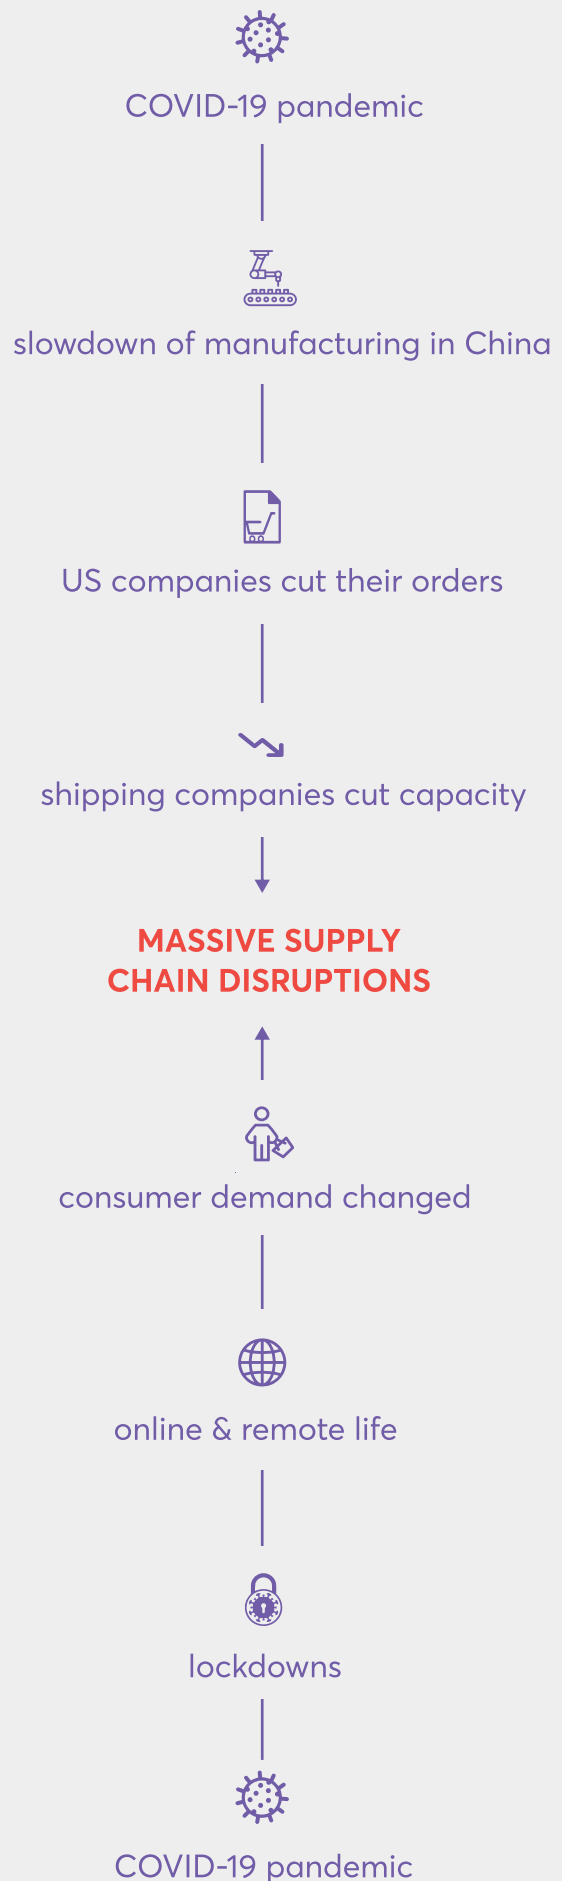 COVID-19 pandemic
slowdown of manufacturing in China
US companies cut their orders
shipping companies cut capacity
MASSIVE SUPPLY
CHAIN DISRUPTIONS
consumer demand changed
online & remote life
lockdowns
COVID-19 pandemic